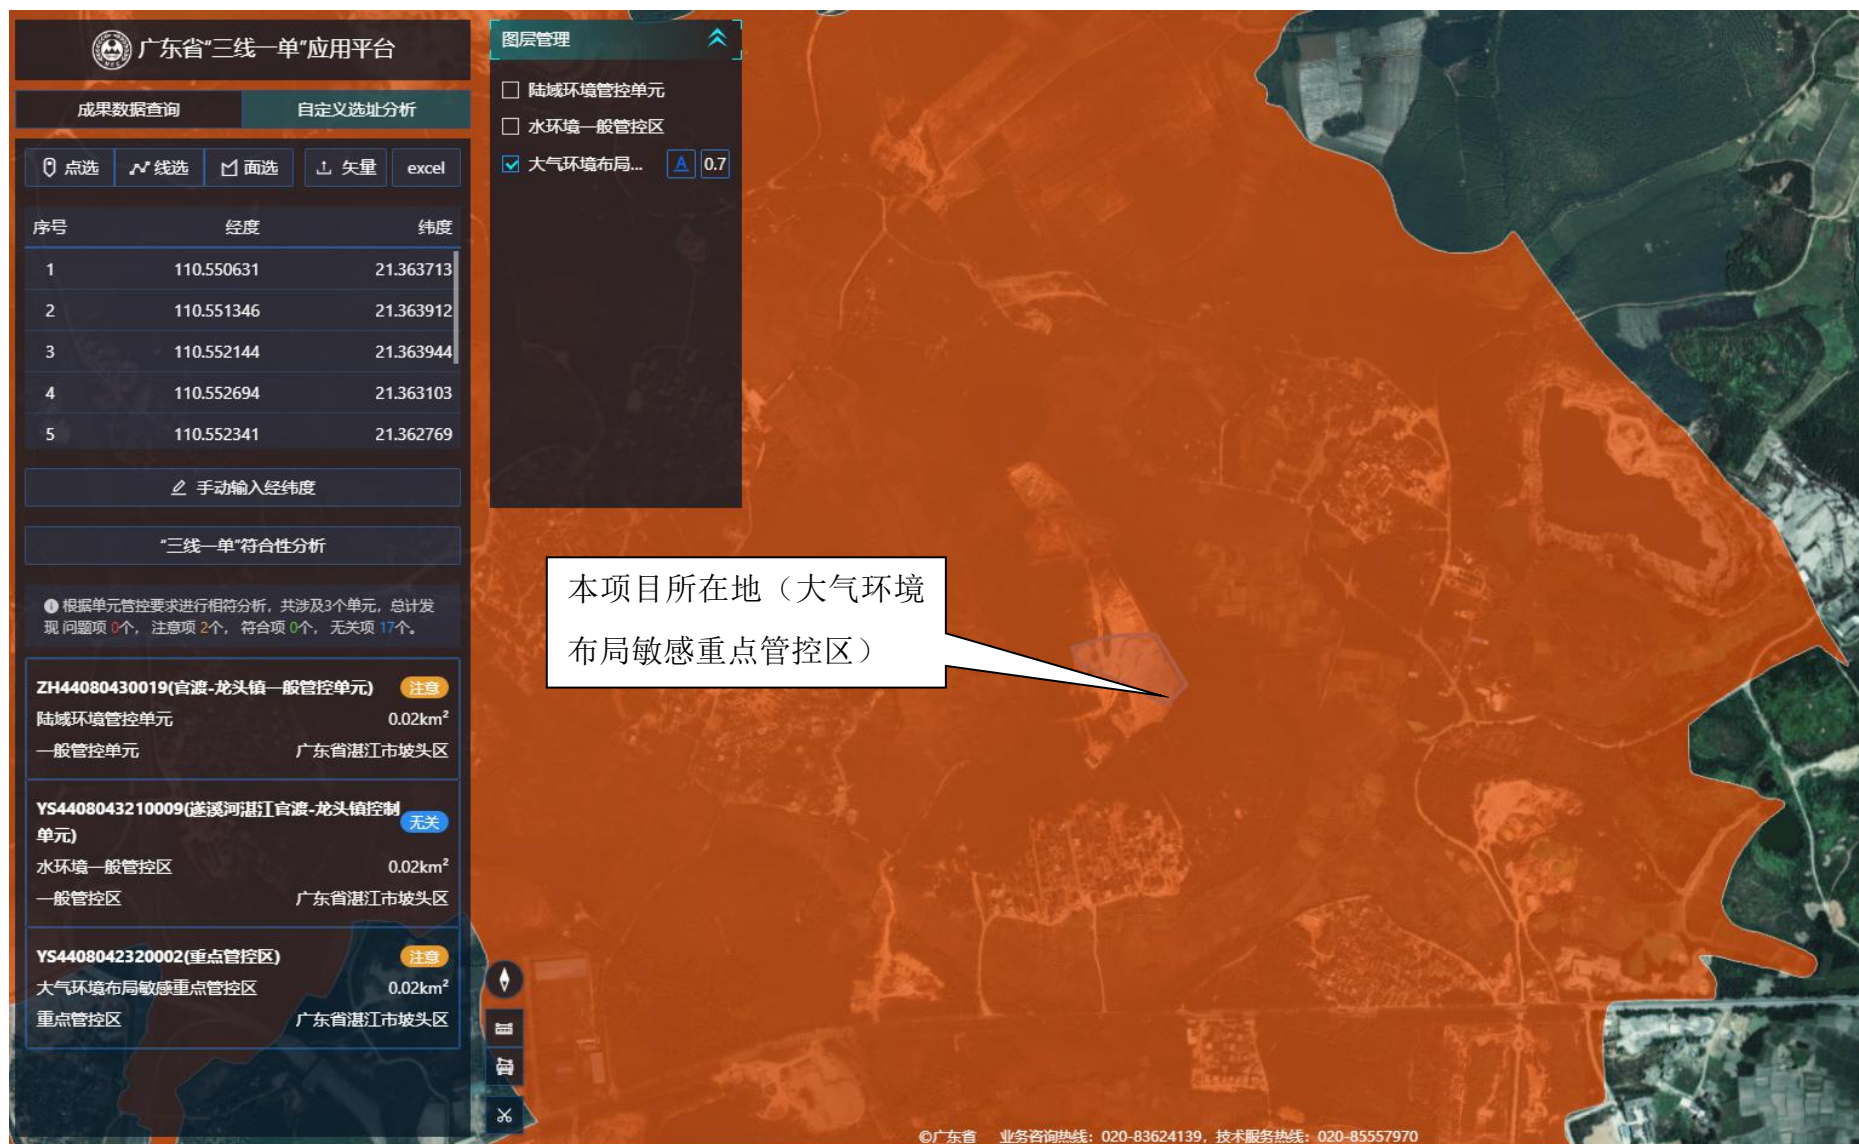 广东省“三线一单”应用平台
成果数据查询 自定义选址分析
点选 线选 面选 矢量 excel
序号 经度 纬度
1 110.550631 21.363713
2 110.551346 21.363912
3 110.552144 21.363944
4 110.552694 21.363103
5 110.552341 21.362769
手动输入经纬度
“三线一单”符合性分析
根据单元管控要求进行相符分析，共涉及3个单元，总计发
现 问题项 0个， 注意项 2个， 符合项 0个， 无关项 17个。
ZH44080430019(官渡-龙头镇一般管控单元) 注意
陆域环境管控单元 0.02km²
一般管控单元 广东省湛江市坡头区
YS4408043210009(遂溪河湛江官渡-龙头镇控制
单元) 无关
水环境一般管控区 0.02km²
一般管控区 广东省湛江市坡头区
YS4408042320002(重点管控区) 注意
大气环境布局敏感重点管控区 0.02km²
重点管控区 广东省湛江市坡头区
图层管理
陆域环境管控单元
水环境一般管控区
大气环境布局... A 0.7
本项目所在地（大气环境
布局敏感重点管控区）
©广东省 业务咨询热线：020-83624139，技术服务热线：020-85557970